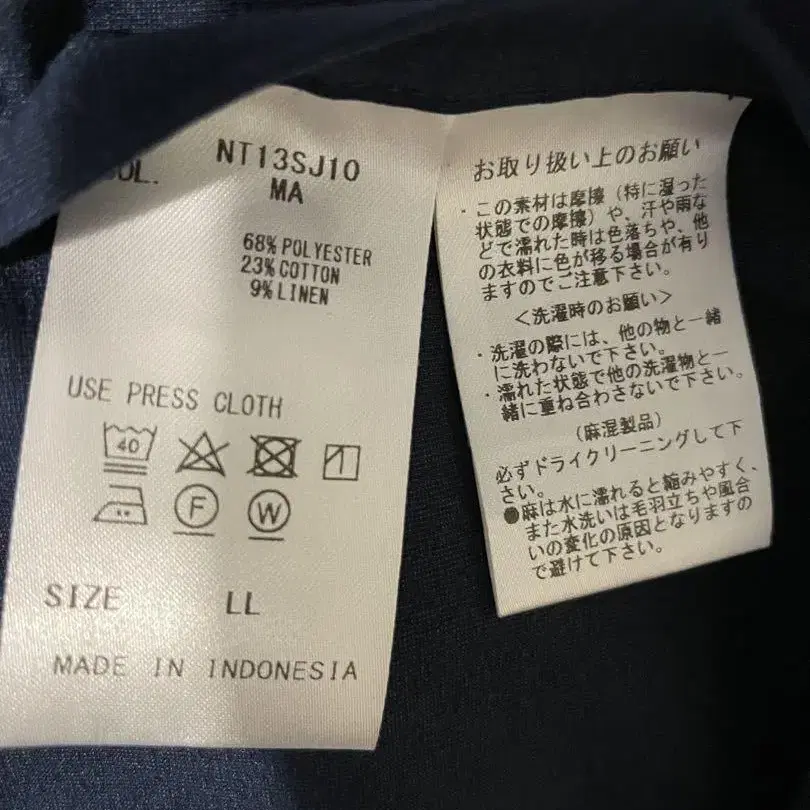 NT13SJ10
OL. MA
68% POLYESTER
23% COTTON
9% LINEN
USE PRESS CLOTH
40
F
W
SIZE LL
MADE IN INDONESIA
お取り扱い上のお願い
・この素材は摩擦(特に湿った
状態での摩擦)や、汗や雨な
どで濡れた時は色落ちや、他
の衣料に色が移る場合が有り
ますのでご注意下さい。
<洗濯時のお願い>
・洗濯の際には、他の物と一緒
に洗わないで下さい。
・濡れた状態で他の洗濯物と一
緒に重ね合わさないで下さい。
(麻混製品)
必ずドライクリーニングして下
さい。
●麻は水に濡れると縮みやすく、
また水洗いは毛羽立ちや風合
いの変化の原因となりますの
で避けて下さい。